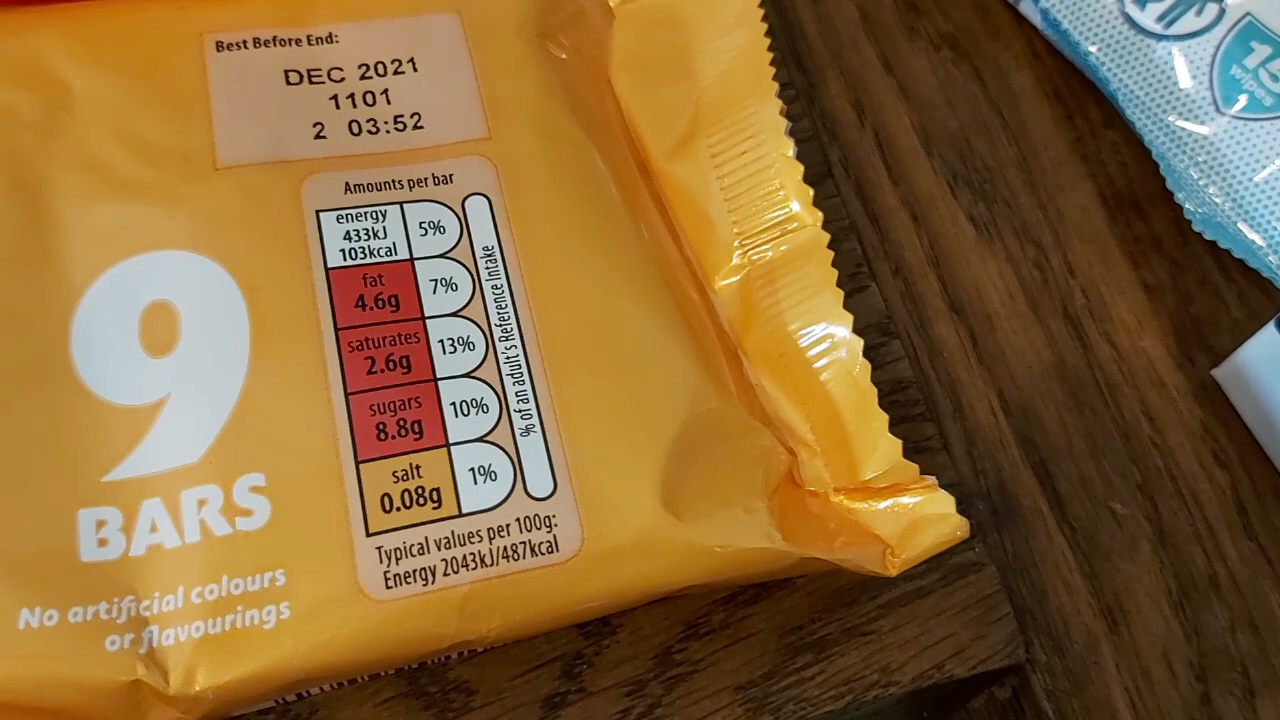 Best Before End:
DEC 2021
1101
2 03:52
Amounts per bar
energy
433kJ
103kcal
5%
fat
4.6g
7%
saturates
2.6g
13%
sugars
8.8g
10%
salt
0.08g
1%
% of an adult's Reference Intake
Typical values per 100g:
Energy 2043kJ/487kcal
9
BARS
No artificial colours
or flavourings
wipes